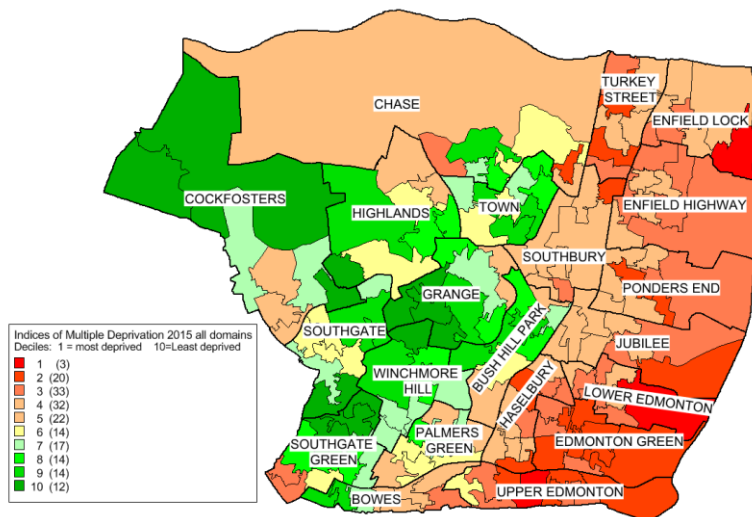 TURKEY
STREET
CHASE
ENFIELD LOCK
COCKFOSTERS
HIGHLANDS
TOWN
ENFIELD HIGHWAY
SOUTHBURY
GRANGE
PONDERS END
SOUTHGATE
BUSH HILL PARK
JUBILEE
WINCHMORE
HILL
HASELBURY
LOWER EDMONTON
PALMERS
GREEN
EDMONTON GREEN
SOUTHGATE
GREEN
BOWES
UPPER EDMONTON
Indices of Multiple Deprivation 2015 all domains
Deciles: 1 = most deprived 10=Least deprived
1 (3)
2 (20)
3 (33)
4 (32)
5 (22)
6 (14)
7 (17)
8 (14)
9 (14)
10 (12)